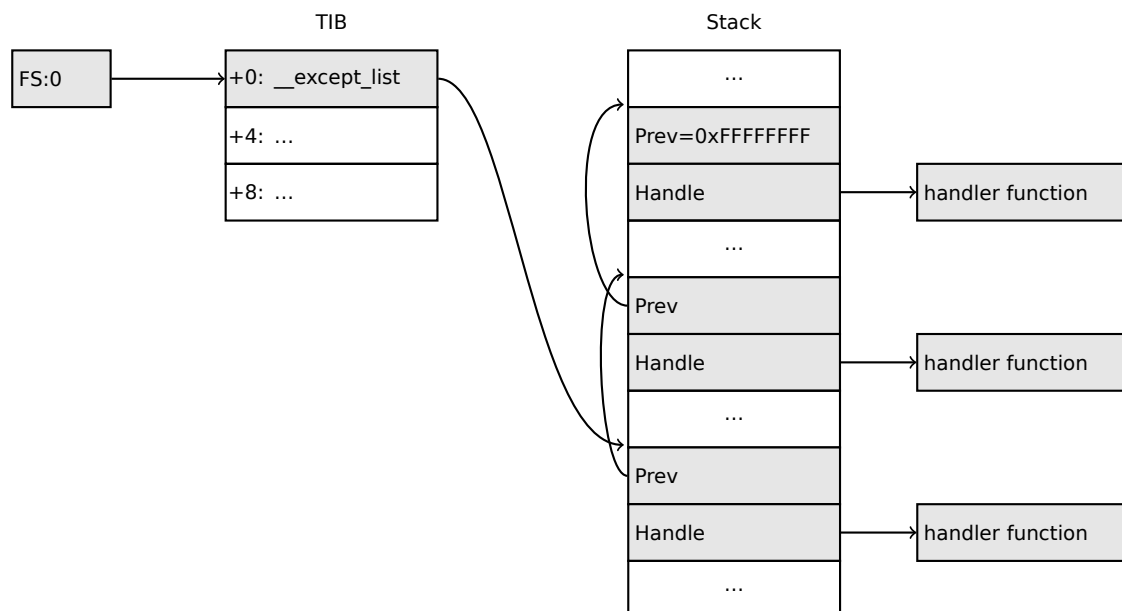 TIB
Stack
FS:0
+0: __except_list
+4: ...
+8: ...
...
Prev=0xFFFFFFFF
Handle
handler function
...
Prev
Handle
handler function
...
Prev
Handle
handler function
...